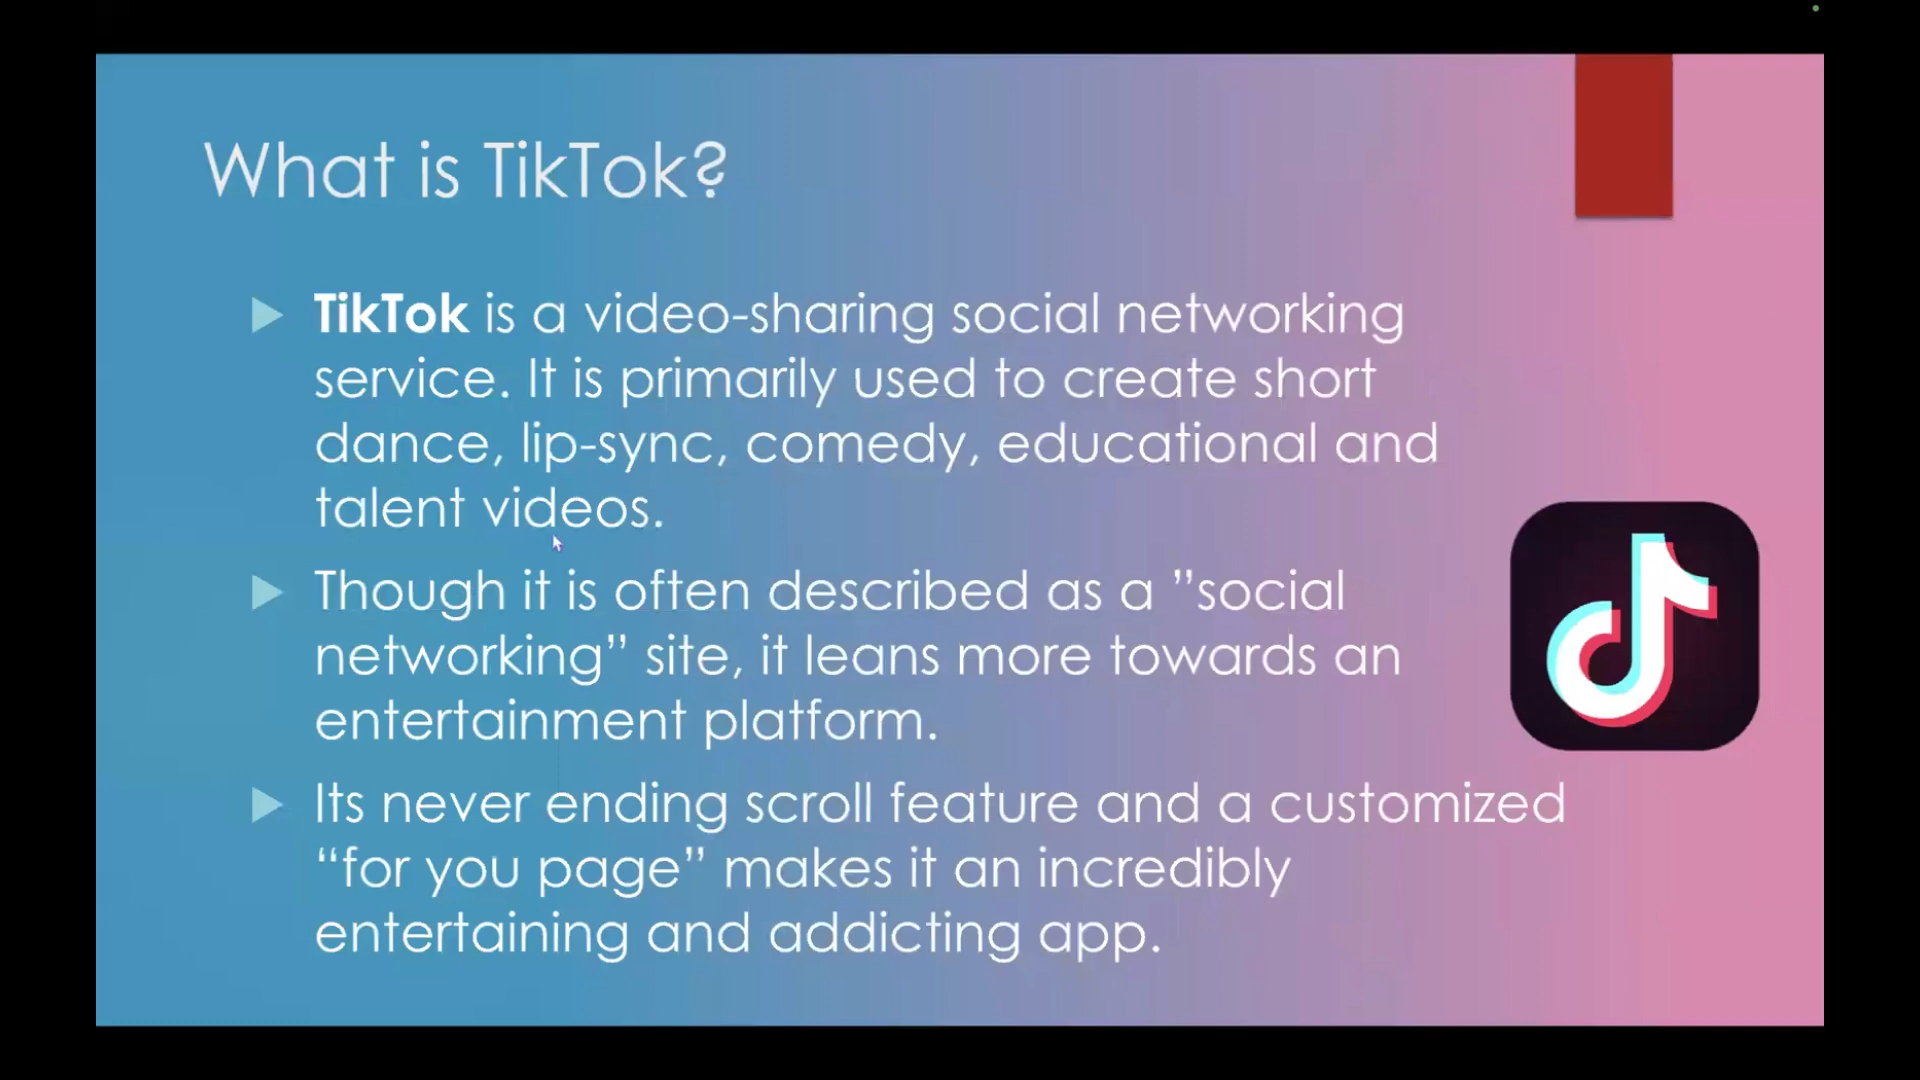 What is TikTok?
TikTok is a video-sharing social networking
service. It is primarily used to create short
dance, lip-sync, comedy, educational and
talent videos.
Though it is often described as a ”social
networking” site, it leans more towards an
entertainment platform.
Its never ending scroll feature and a customized
“for you page” makes it an incredibly
entertaining and addicting app.